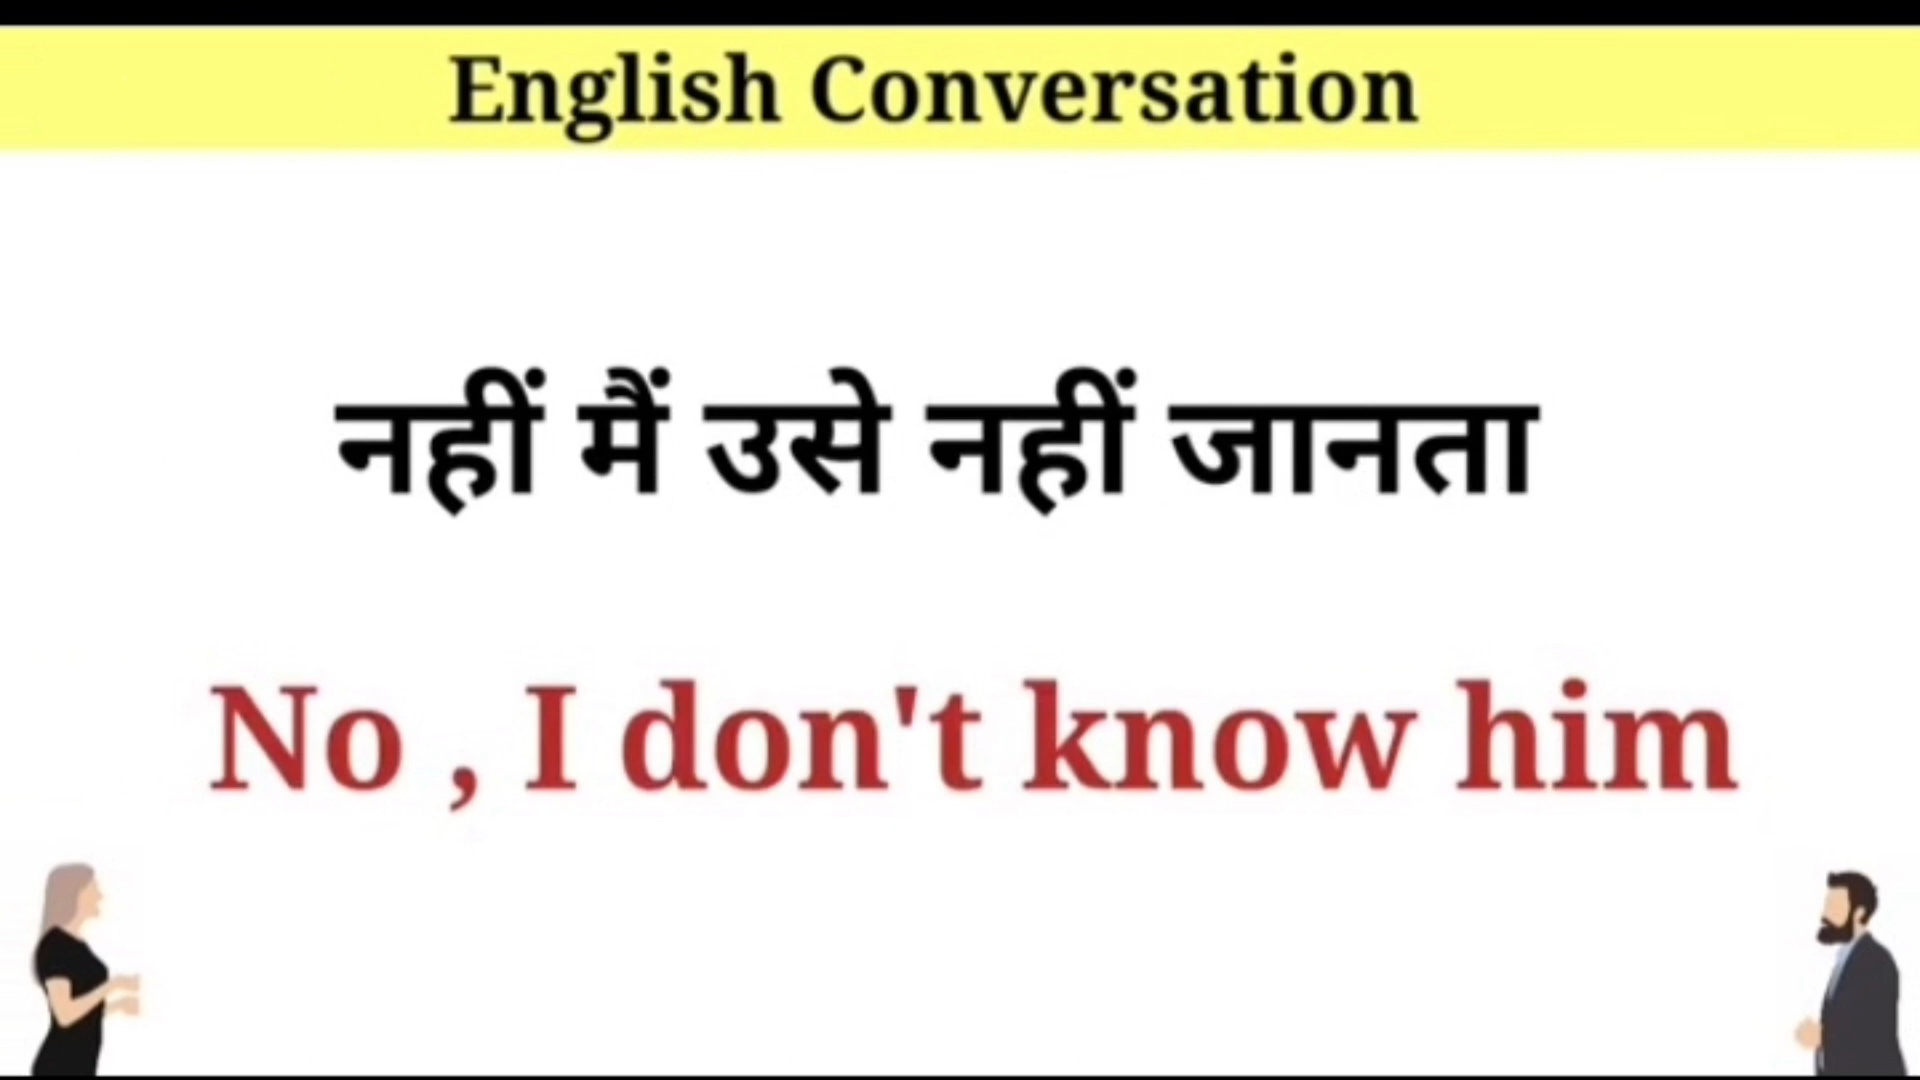 English Conversation
नहीं मैं उसे नहीं जानता
No , I don't know him